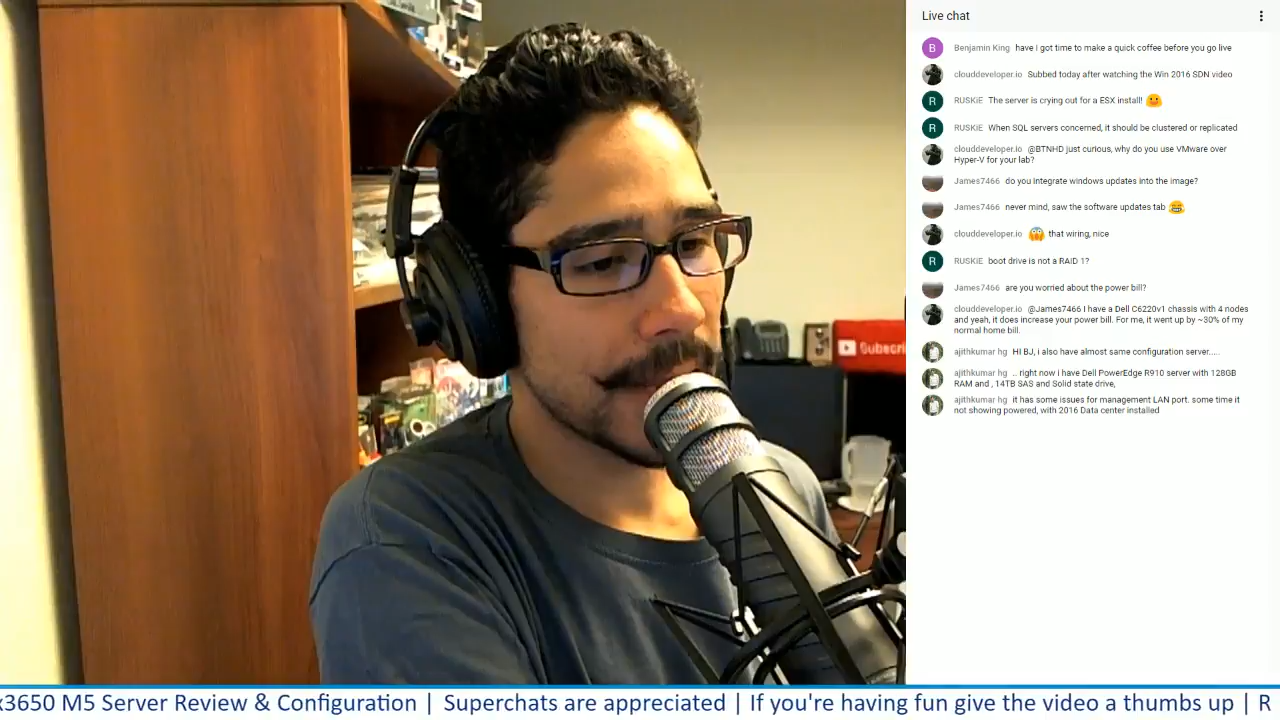 Live chat
B
Benjamin King have i got time to make a quick coffee before you go live
clouddeveloper.io Subbed today after watching the Win 2016 SDN video
R
RUSKiE The server is crying out for a ESX install!
R
RUSKiE When SQL servers concerned, it should be clustered or replicated
clouddeveloper.io @BTNHD just curious, why do you use VMware over
Hyper-V for your lab?
James7466 do you integrate windows updates into the image?
James7466 never mind, saw the software updates tab
clouddeveloper.io that wiring, nice
R
RUSKiE boot drive is not a RAID 1?
James7466 are you worried about the power bill?
clouddeveloper.io @James7466 I have a Dell C6220v1 chassis with 4 nodes
and yeah, it does increase your power bill. For me, it went up by ~30% of my
normal home bill.
Subscri
ajithkumar hg HI BJ, i also have almost same configuration server.....
ajithkumar hg .. right now i have Dell PowerEdge R910 server with 128GB
RAM and , 14TB SAS and Solid state drive,
ajithkumar hg it has some issues for management LAN port. some time it
not showing powered, with 2016 Data center installed
x3650 M5 Server Review & Configuration | Superchats are appreciated | If you're having fun give the video a thumbs up | R